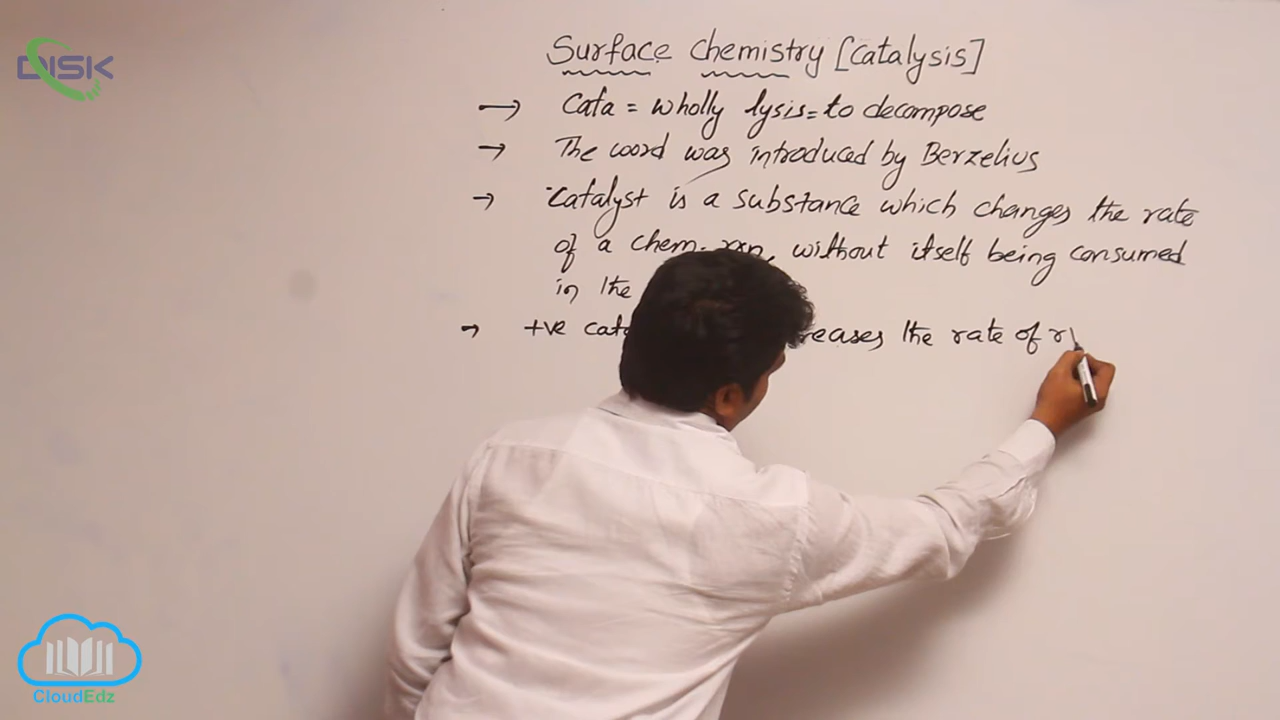 DISK
Surface chemistry [Catalysis]
→ Cata = wholly lysis = to decompose
→ The word was introduced by Berzelius
→ Catalyst is a substance which changes the rate
of a chem. rxn, without itself being consumed
in the
→ +ve cata reases the rate of r
CloudEdz